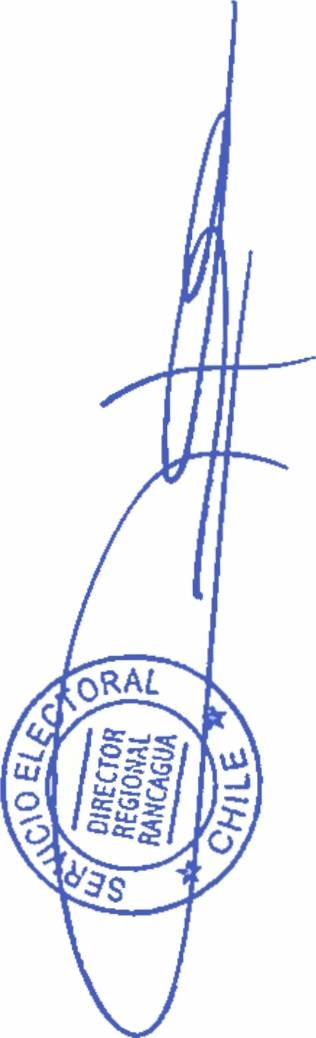 SERVICIO ELECTORAL
DIRECTOR
REGIONAL
RANCAGUA
★ CHILE ★